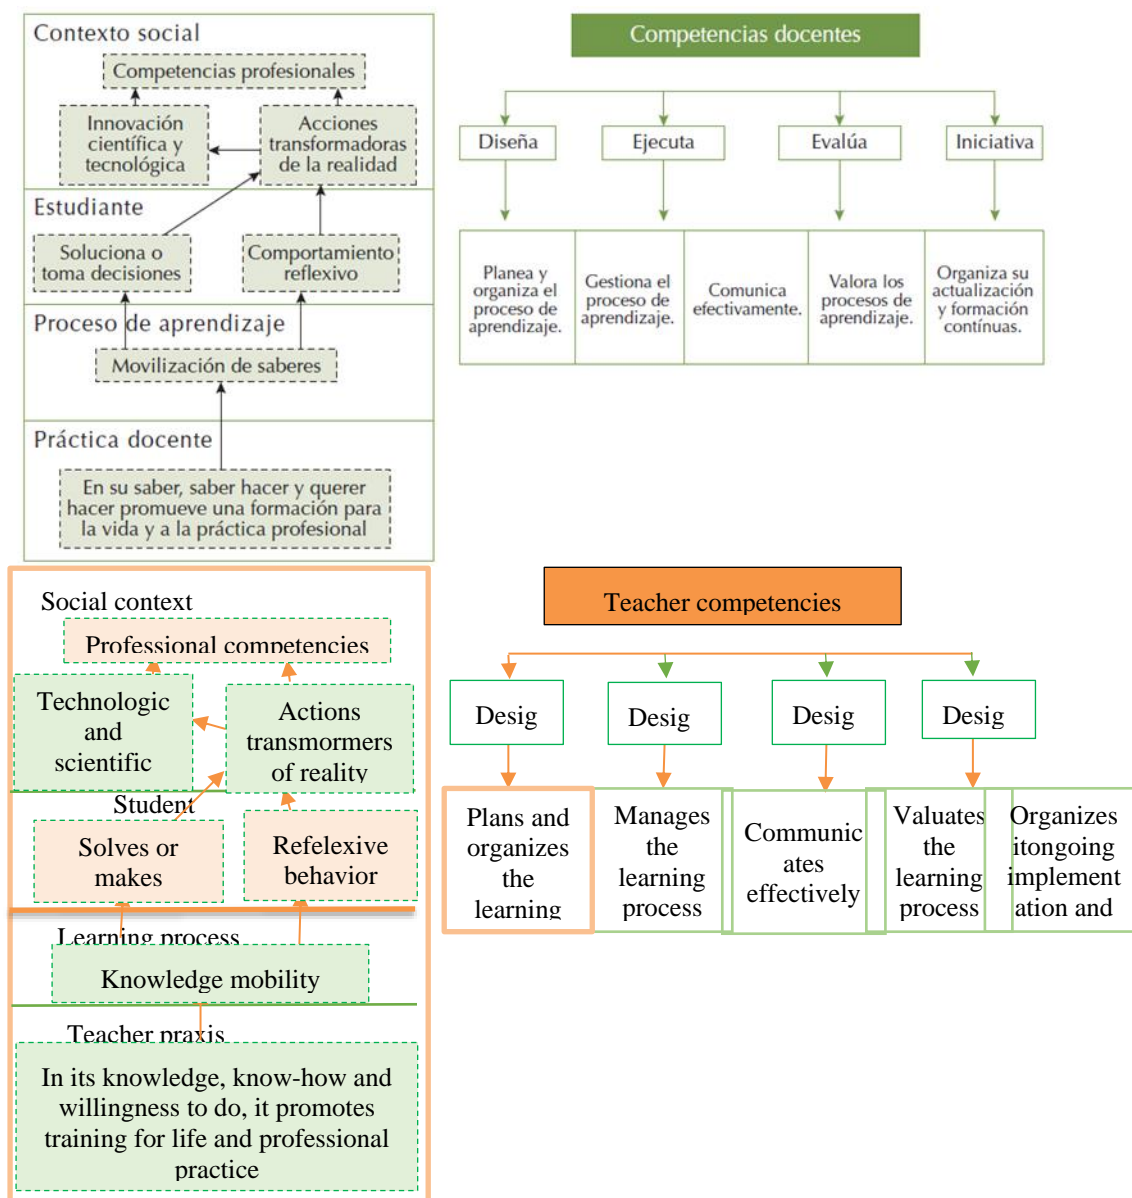 Contexto social
Competencias profesionales
Innovación
científica y
tecnológica
Acciones
transformadoras
de la realidad
Estudiante
Soluciona o
toma decisiones
Comportamiento
reflexivo
Proceso de aprendizaje
Movilización de saberes
Práctica docente
En su saber, saber hacer y querer
hacer promueve una formación para
la vida y a la práctica profesional
Competencias docentes
Diseña
Ejecuta
Evalúa
Iniciativa
Planea y
organiza el
proceso de
aprendizaje.
Gestiona el
proceso de
aprendizaje.
Comunica
efectivamente.
Valora los
procesos de
aprendizaje.
Organiza su
actualización
y formación
contínuas.
Social context
Professional competencies
Technologic
and
scientific
Actions
transmormers
of reality
Student
Solves or
makes
Refelexive
behavior
Learning process
Knowledge mobility
Teacher praxis
In its knowledge, know-how and
willingness to do, it promotes
training for life and professional
practice
Teacher competencies
Desig
Desig
Desig
Desig
Plans and
organizes
the
learning
Manages
the
learning
process
Communic
ates
effectively
Valuates
the
learning
process
Organizes
itongoing
implement
ation and